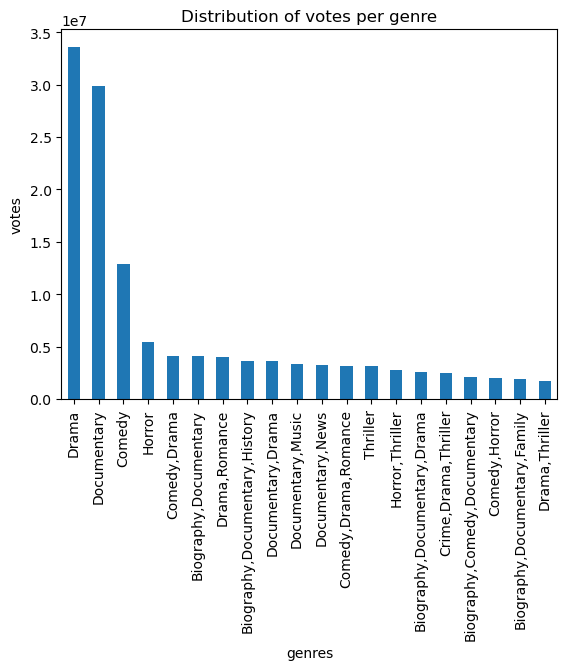 Distribution of votes per genre
1e7
3.5
3.0
2.5
2.0
1.5
1.0
0.5
0.0
votes
Drama
Documentary
Comedy
Horror
Comedy,Drama
Biography,Documentary
Drama,Romance
Biography,Documentary,History
Documentary,Drama
Documentary,Music
Documentary,News
Comedy,Drama,Romance
Thriller
Horror,Thriller
Biography,Documentary,Drama
Crime,Drama,Thriller
Biography,Comedy,Documentary
Comedy,Horror
Biography,Documentary,Family
Drama,Thriller
genres